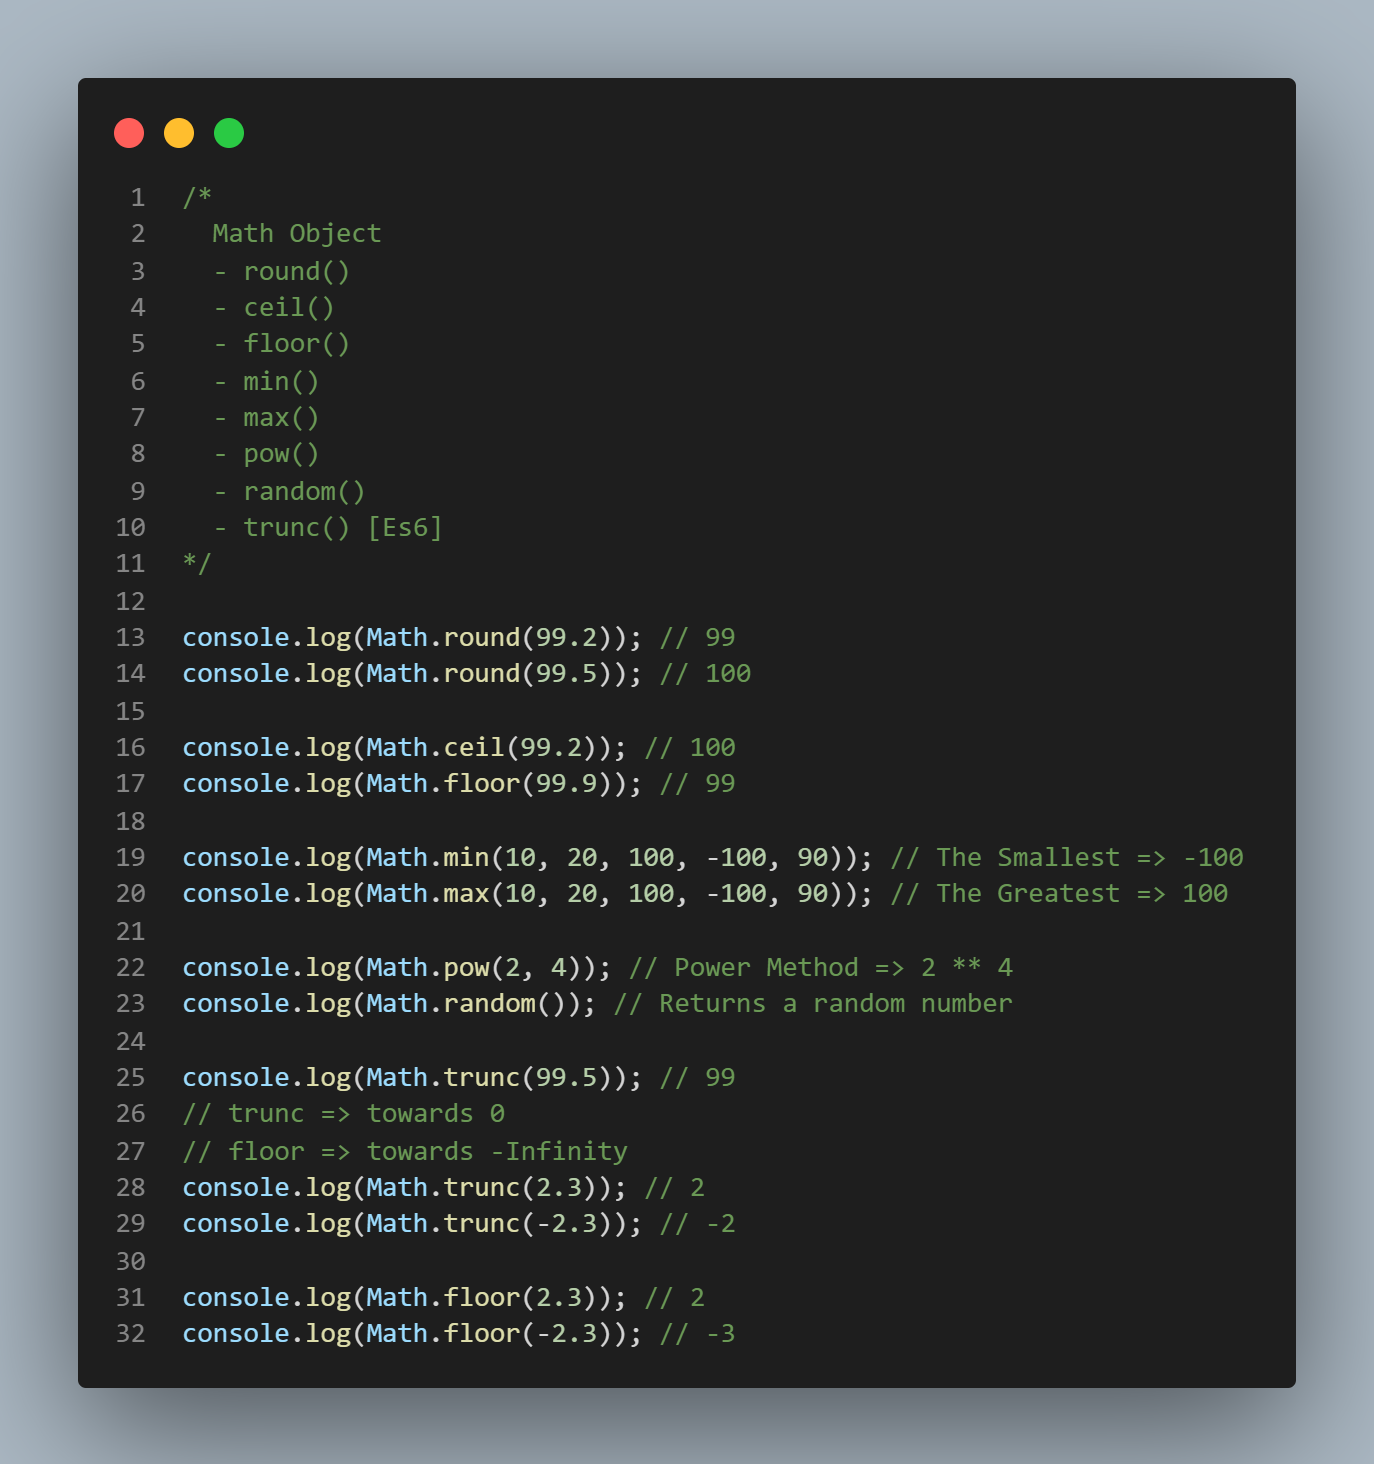 1 /*
2   Math Object
3   - round()
4   - ceil()
5   - floor()
6   - min()
7   - max()
8   - pow()
9   - random()
10   - trunc() [Es6]
11 */
12
13 console.log(Math.round(99.2)); // 99
14 console.log(Math.round(99.5)); // 100
15
16 console.log(Math.ceil(99.2)); // 100
17 console.log(Math.floor(99.9)); // 99
18
19 console.log(Math.min(10, 20, 100, -100, 90)); // The Smallest => -100
20 console.log(Math.max(10, 20, 100, -100, 90)); // The Greatest => 100
21
22 console.log(Math.pow(2, 4)); // Power Method => 2 ** 4
23 console.log(Math.random()); // Returns a random number
24
25 console.log(Math.trunc(99.5)); // 99
26 // trunc => towards 0
27 // floor => towards -Infinity
28 console.log(Math.trunc(2.3)); // 2
29 console.log(Math.trunc(-2.3)); // -2
30
31 console.log(Math.floor(2.3)); // 2
32 console.log(Math.floor(-2.3)); // -3